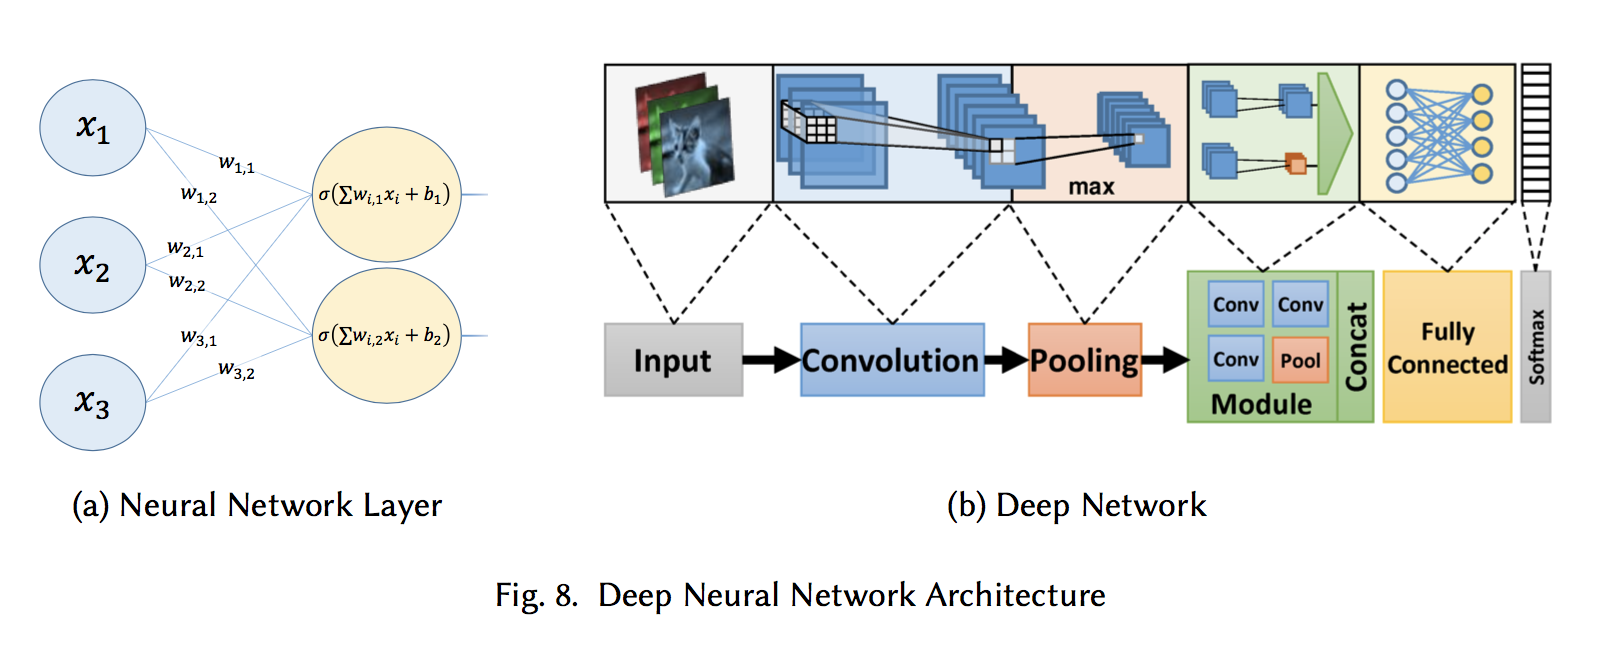 x1
x2
x3
w1,1
w1,2
w2,1
w2,2
w3,1
w3,2
σ(∑wi,1xi + b1)
σ(∑wi,2xi + b2)
(a) Neural Network Layer
max
Input
Convolution
Pooling
Conv
Conv
Conv
Pool
Module
Concat
Fully
Connected
Softmax
(b) Deep Network
Fig. 8. Deep Neural Network Architecture